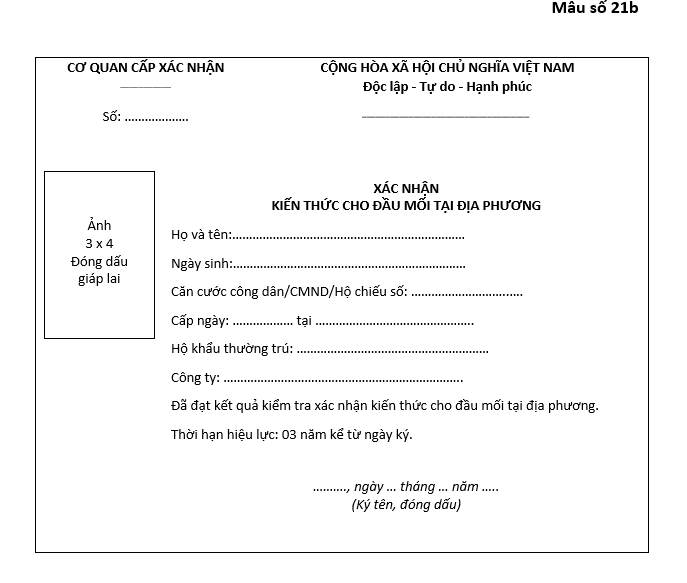 Mẫu số 21b
CƠ QUAN CẤP XÁC NHẬN
CỘNG HÒA XÃ HỘI CHỦ NGHĨA VIỆT NAM
Độc lập - Tự do - Hạnh phúc
Số: ...................
Ảnh
3 x 4
Đóng dấu
giáp lai
XÁC NHẬN
KIẾN THỨC CHO ĐẦU MỐI TẠI ĐỊA PHƯƠNG
Họ và tên:......................................................................
Ngày sinh:.....................................................................
Căn cước công dân/CMND/Hộ chiếu số: .................................
Cấp ngày: .................. tại ...............................................
Hộ khẩu thường trú: .........................................................
Công ty: .......................................................................
Đã đạt kết quả kiểm tra xác nhận kiến thức cho đầu mối tại địa phương.
Thời hạn hiệu lực: 03 năm kể từ ngày ký.
.........., ngày ... tháng ... năm .....
(Ký tên, đóng dấu)